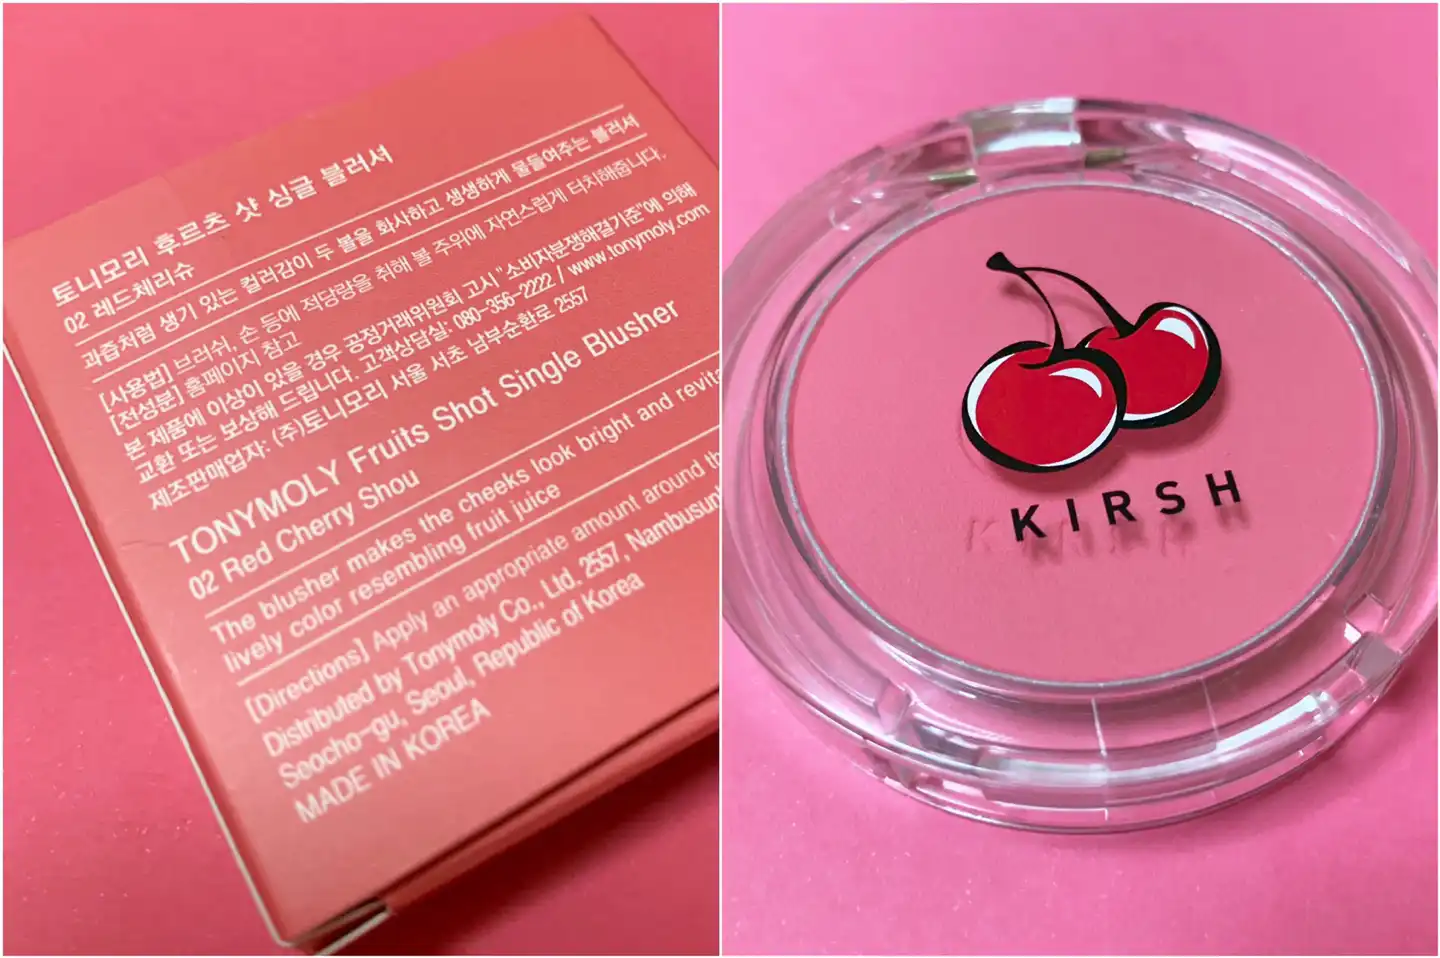 토니모리 후르츠 샷 싱글 블러셔
02 레드체리슈
과즙처럼 생기 있는 컬러감이 두 볼을 화사하고 생생하게 물들여주는 블러셔
[사용법] 브러쉬, 손 등에 적당량을 취해 볼 주위에 자연스럽게 터치해줍니다.
[전성분] 홈페이지 참고
본 제품에 이상이 있을 경우 공정거래위원회 고시 "소비자분쟁해결기준"에 의해
교환 또는 보상해 드립니다. 고객상담실: 080-356-2222 / www.tonymoly.com
제조판매업자: (주)토니모리 서울 서초 남부순환로 2557
TONYMOLY Fruits Shot Single Blusher
02 Red Cherry Shou
The blusher makes the cheeks look bright and revita
lively color resembling fruit juice
[Directions] Apply an appropriate amount around th
Distributed by Tonymoly Co., Ltd. 2557, Nambusun
Seocho-gu, Seoul, Republic of Korea
MADE IN KOREA
KIRSH